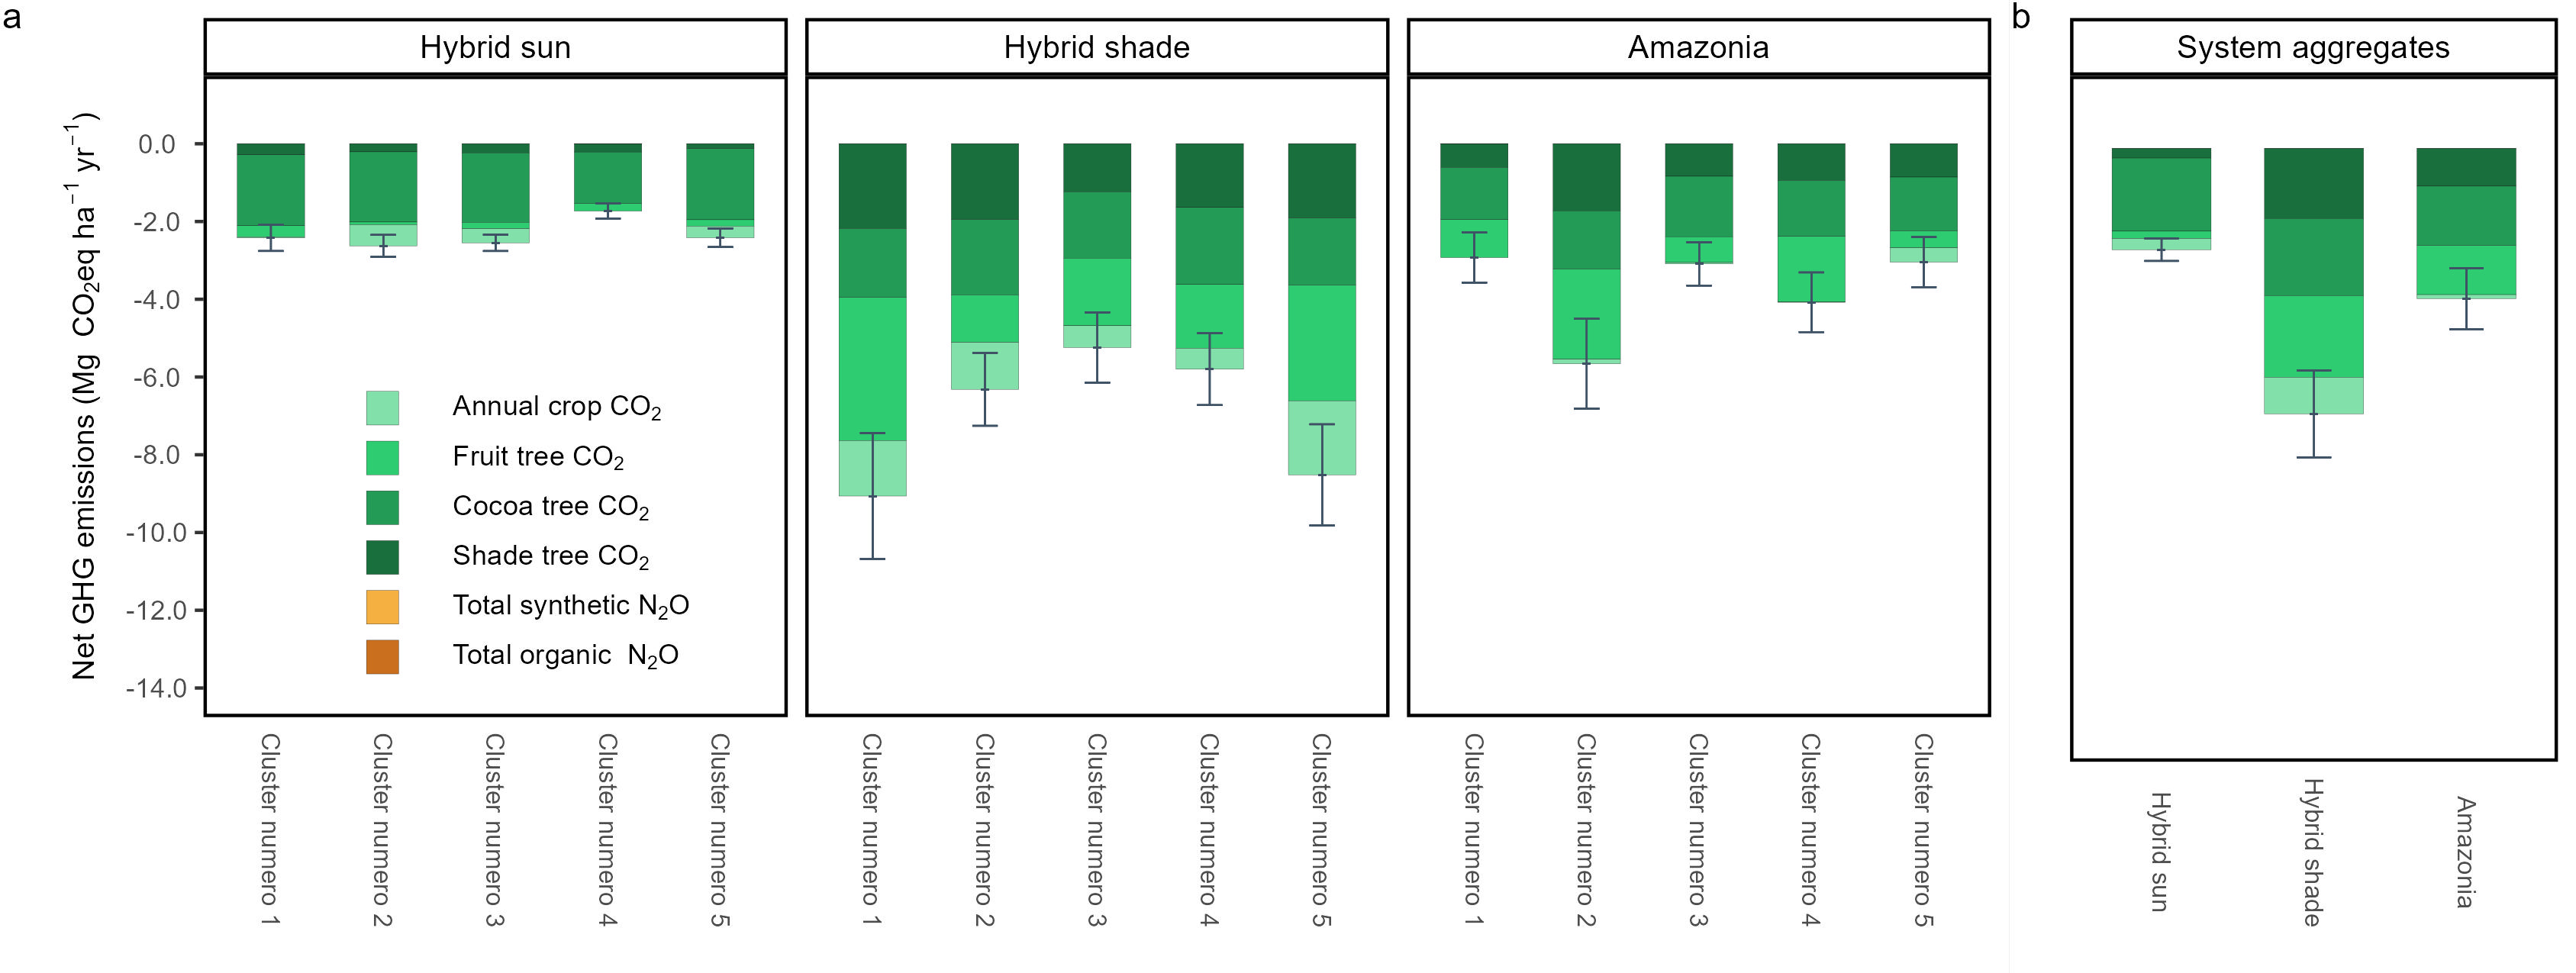 a
b
Hybrid sun
Hybrid shade
Amazonia
System aggregates
Net GHG emissions (Mg CO₂eq ha⁻¹ yr⁻¹)
0.0
-2.0
-4.0
-6.0
-8.0
-10.0
-12.0
-14.0
Annual crop CO₂
Fruit tree CO₂
Cocoa tree CO₂
Shade tree CO₂
Total synthetic N₂O
Total organic N₂O
Cluster numero 1
Cluster numero 2
Cluster numero 3
Cluster numero 4
Cluster numero 5
Cluster numero 1
Cluster numero 2
Cluster numero 3
Cluster numero 4
Cluster numero 5
Cluster numero 1
Cluster numero 2
Cluster numero 3
Cluster numero 4
Cluster numero 5
Hybrid sun
Hybrid shade
Amazonia